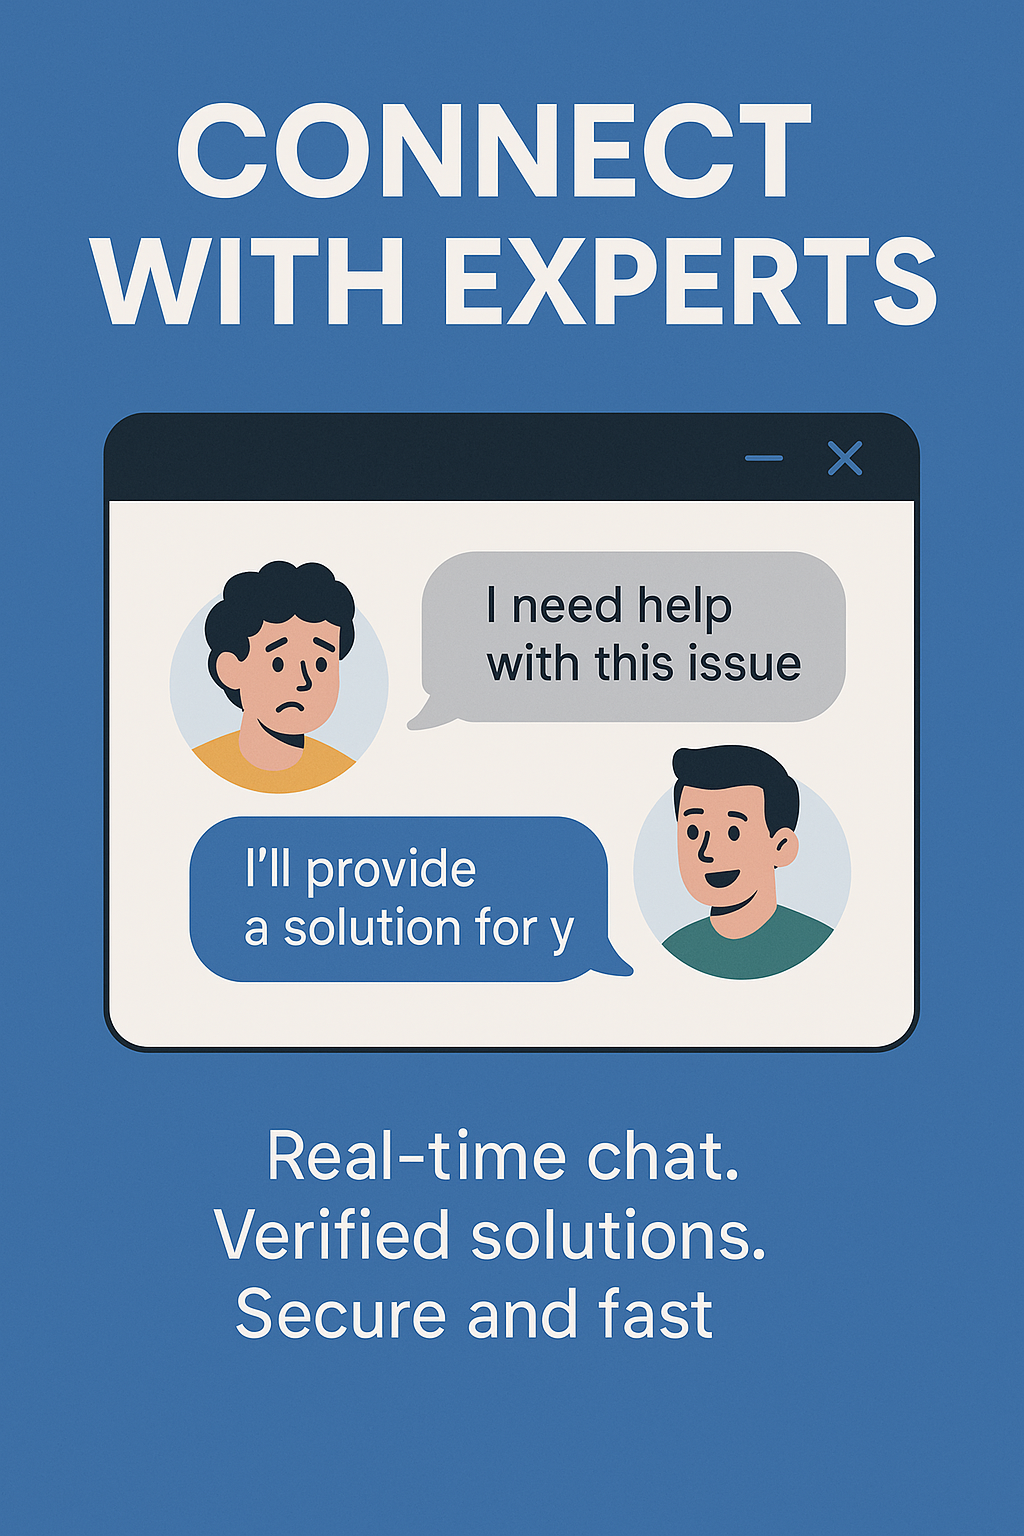 CONNECT
WITH EXPERTS
I need help
with this issue
I'll provide
a solution for y
Real-time chat.
Verified solutions.
Secure and fast